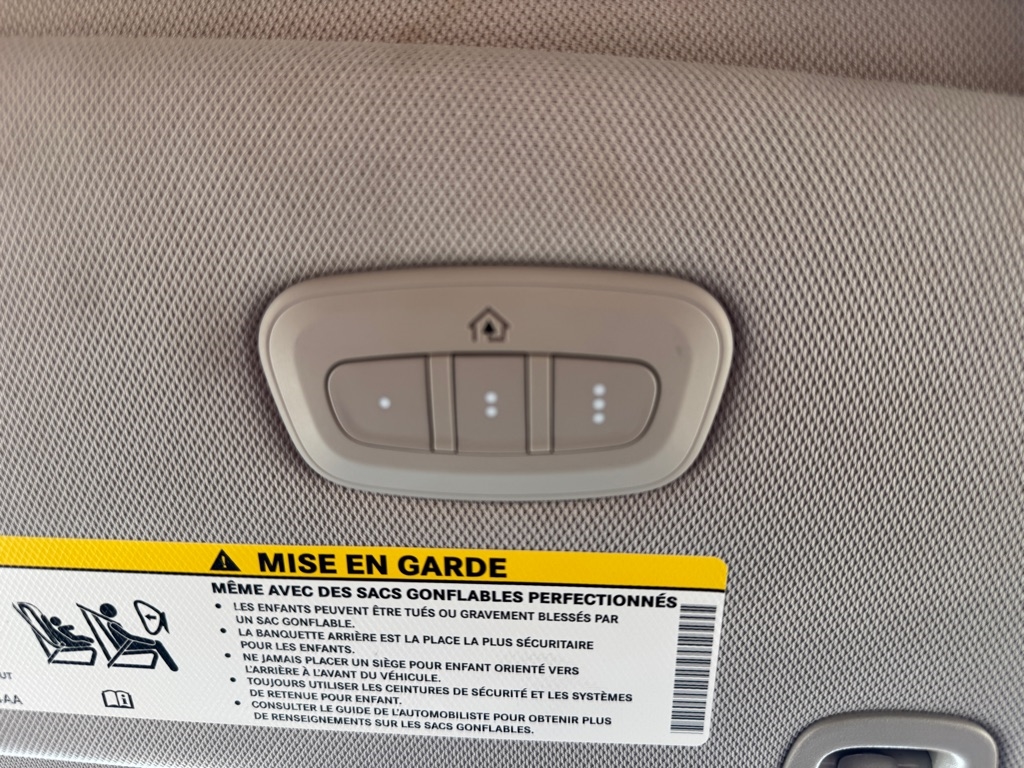 MISE EN GARDE
MÊME AVEC DES SACS GONFLABLES PERFECTIONNÉS
• LES ENFANTS PEUVENT ÊTRE TUÉS OU GRAVEMENT BLESSÉS PAR
UN SAC GONFLABLE.
• LA BANQUETTE ARRIÈRE EST LA PLACE LA PLUS SÉCURITAIRE
POUR LES ENFANTS.
• NE JAMAIS PLACER UN SIÈGE POUR ENFANT ORIENTÉ VERS
L'ARRIÈRE À L'AVANT DU VÉHICULE.
• TOUJOURS UTILISER LES CEINTURES DE SÉCURITÉ ET LES SYSTÈMES
DE RETENUE POUR ENFANT.
• CONSULTER LE GUIDE DE L'AUTOMOBILISTE POUR OBTENIR PLUS
DE RENSEIGNEMENTS SUR LES SACS GONFLABLES.
UT
AA